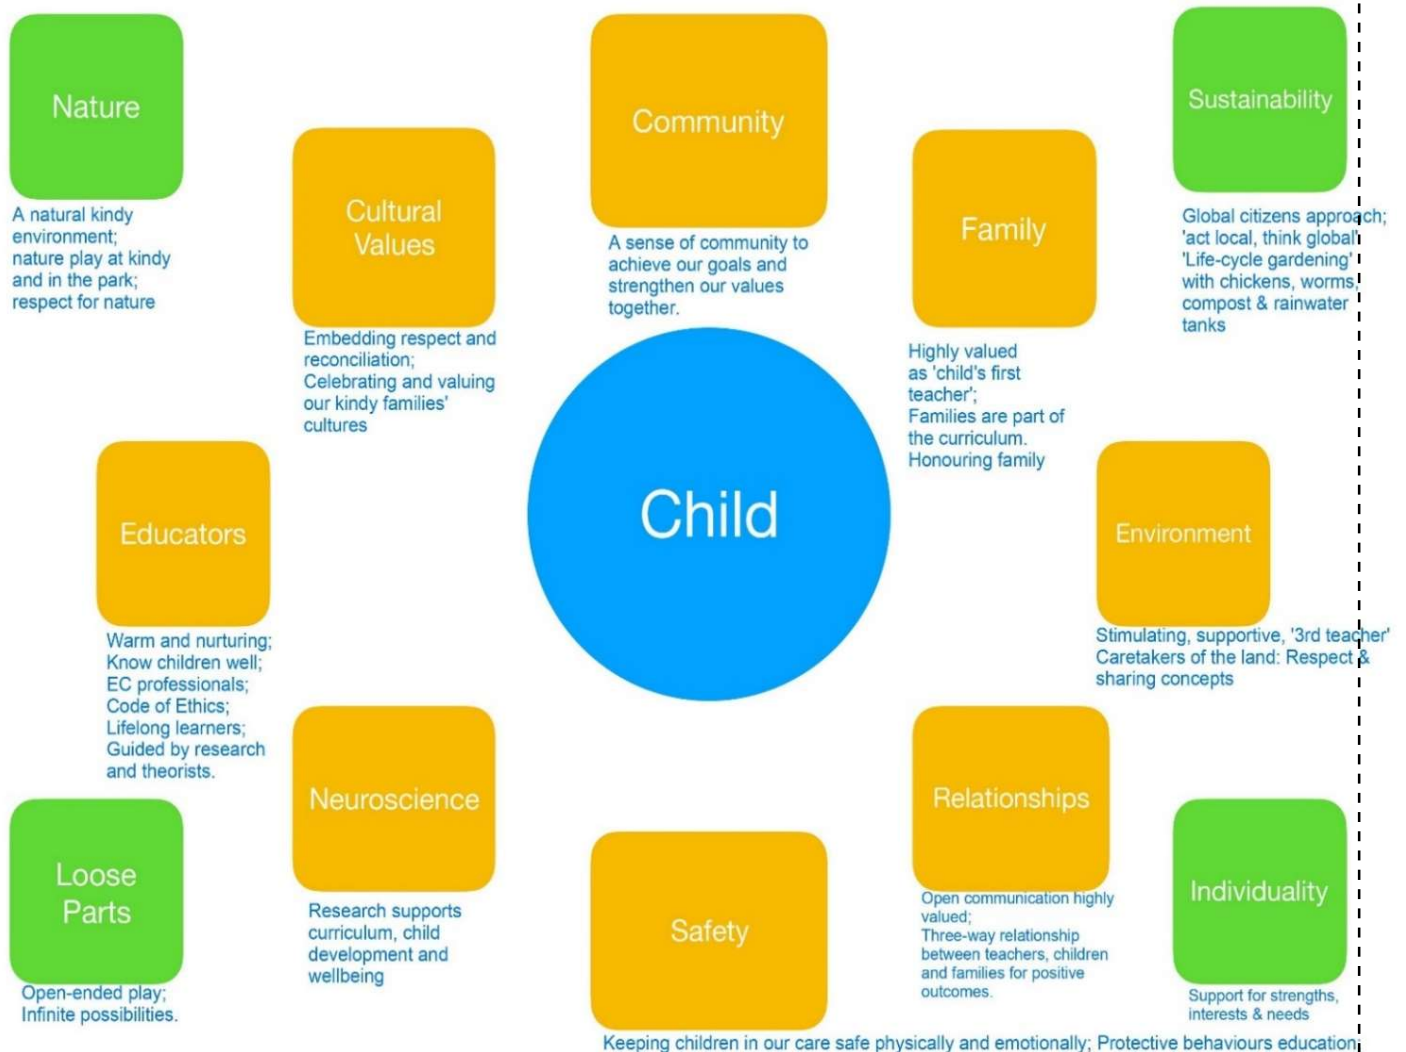 Nature
A natural kindy
environment;
nature play at kindy
and in the park;
respect for nature
Cultural
Values
Embedding respect and
reconciliation;
Celebrating and valuing
our kindy families'
cultures
Community
A sense of community to
achieve our goals and
strengthen our values
together.
Family
Highly valued
as 'child's first
teacher';
Families are part of
the curriculum.
Honouring family
Sustainability
Global citizens approach;
'act local, think global'
'Life-cycle gardening'
with chickens, worms,
compost & rainwater
tanks
Child
Educators
Warm and nurturing;
Know children well;
EC professionals;
Code of Ethics;
Lifelong learners;
Guided by research
and theorists.
Environment
Stimulating, supportive, '3rd teacher'
Caretakers of the land: Respect &
sharing concepts
Loose
Parts
Open-ended play;
Infinite possibilities.
Neuroscience
Research supports
curriculum, child
development and
wellbeing
Safety
Keeping children in our care safe physically and emotionally; Protective behaviours education;
Relationships
Open communication highly
valued;
Three-way relationship
between teachers, children
and families for positive
outcomes.
Individuality
Support for strengths,
interests & needs